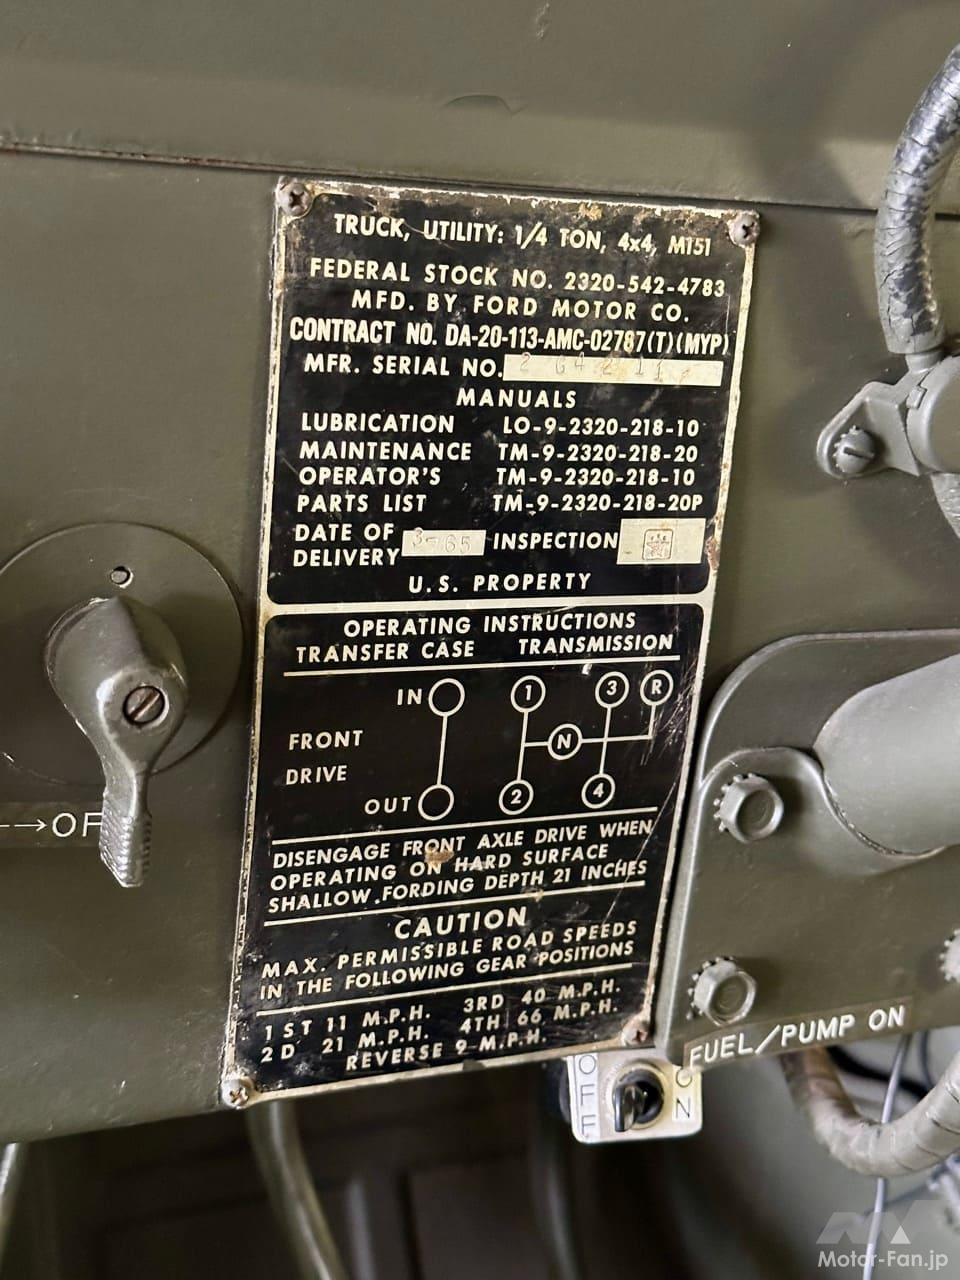 TRUCK, UTILITY: 1/4 TON, 4x4, M151
FEDERAL STOCK NO. 2320-542-4783
MFD. BY FORD MOTOR CO.
CONTRACT NO. DA-20-113-AMC-02787(T)(MYP)
MFR. SERIAL NO.
MANUALS
LUBRICATION LO-9-2320-218-10
MAINTENANCE TM-9-2320-218-20
OPERATOR'S TM-9-2320-218-10
PARTS LIST TM-9-2320-218-20P
DATE OF DELIVERY 3-65 INSPECTION
U.S. PROPERTY
OPERATING INSTRUCTIONS
TRANSFER CASE TRANSMISSION
IN 1 3 R
FRONT N
DRIVE
OUT 2 4
DISENGAGE FRONT AXLE DRIVE WHEN
OPERATING ON HARD SURFACE
SHALLOW FORDING DEPTH 21 INCHES
CAUTION
MAX. PERMISSIBLE ROAD SPEEDS
IN THE FOLLOWING GEAR POSITIONS
1ST 11 M.P.H. 3RD 40 M.P.H.
2D 21 M.P.H. 4TH 66 M.P.H.
REVERSE 9 M.P.H.
→OF
FUEL/PUMP ON
OFF ON
Motor-Fan.jp